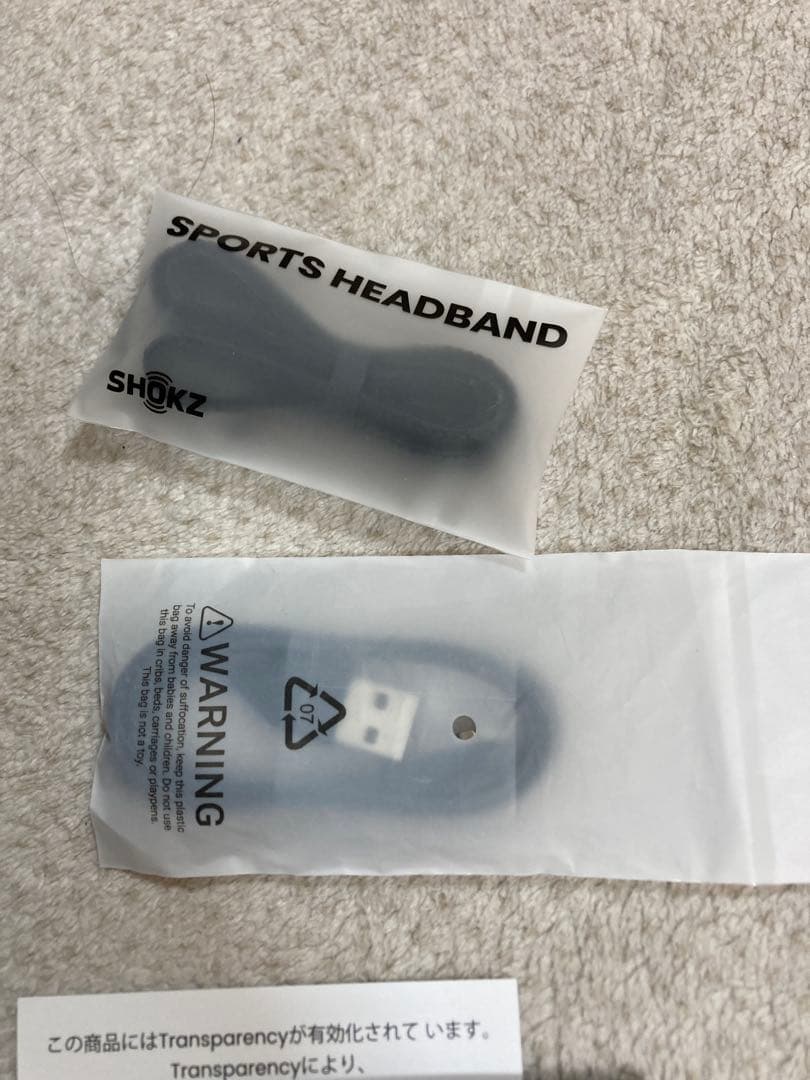 SPORTS HEADBAND
SHOKZ
WARNING
To avoid danger of suffocation, keep this plastic
bag away from babies and children. Do not use
this bag in cribs, beds, carriages or playpens.
This bag is not a toy.
07
この商品にはTransparencyが有効化されています。
Transparencyにより、